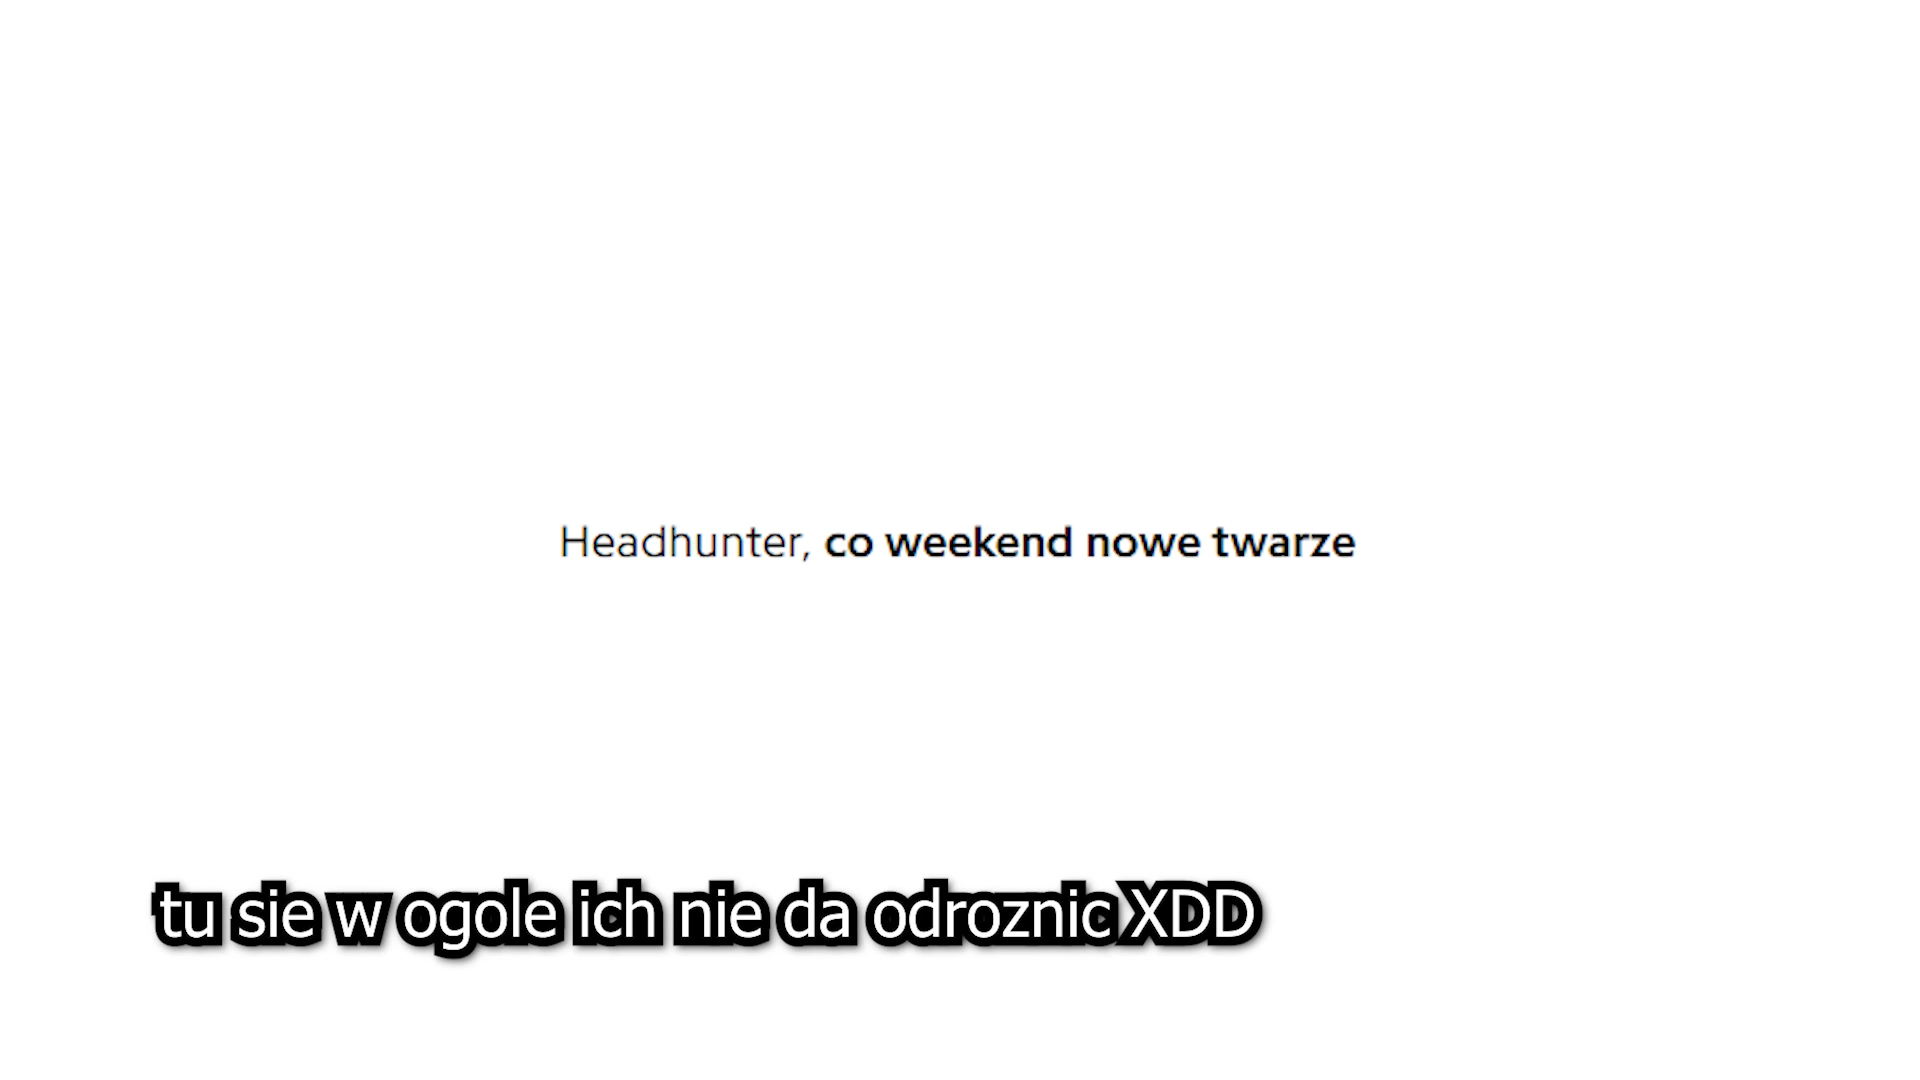 Headhunter, co weekend nowe twarze
tu sie w ogole ich nie da odroznic XDD